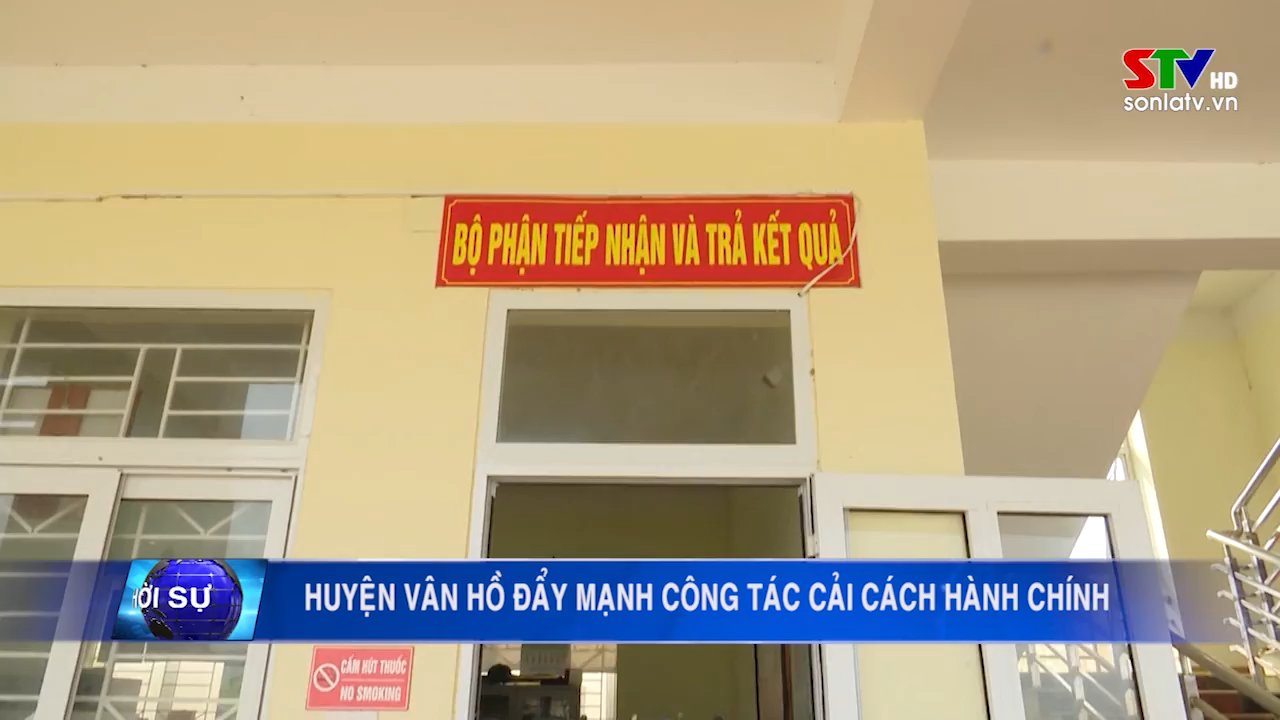 STV HD
sonlatv.vn
BỘ PHẬN TIẾP NHẬN VÀ TRẢ KẾT QUẢ
HỜI SỰ
HUYỆN VÂN HỒ ĐẨY MẠNH CÔNG TÁC CẢI CÁCH HÀNH CHÍNH
CẤM HÚT THUỐC
NO SMOKING